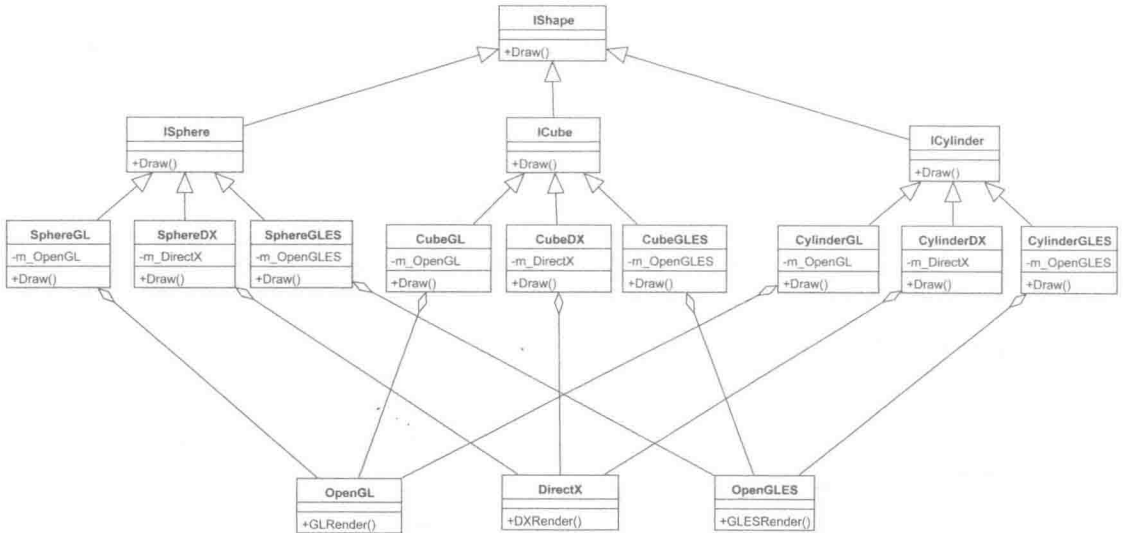 IShape
+Draw()
ISphere
+Draw()
ICube
+Draw()
ICylinder
+Draw()
SphereGL
-m_OpenGL
+Draw()
SphereDX
-m_DirectX
+Draw()
SphereGLES
-m_OpenGLES
+Draw()
CubeGL
-m_OpenGL
+Draw()
CubeDX
-m_DirectX
+Draw()
CubeGLES
-m_OpenGLES
+Draw()
CylinderGL
-m_OpenGL
+Draw()
CylinderDX
-m_DirectX
+Draw()
CylinderGLES
-m_OpenGLES
+Draw()
OpenGL
+GLRender()
DirectX
+DXRender()
OpenGLES
+GLESRender()